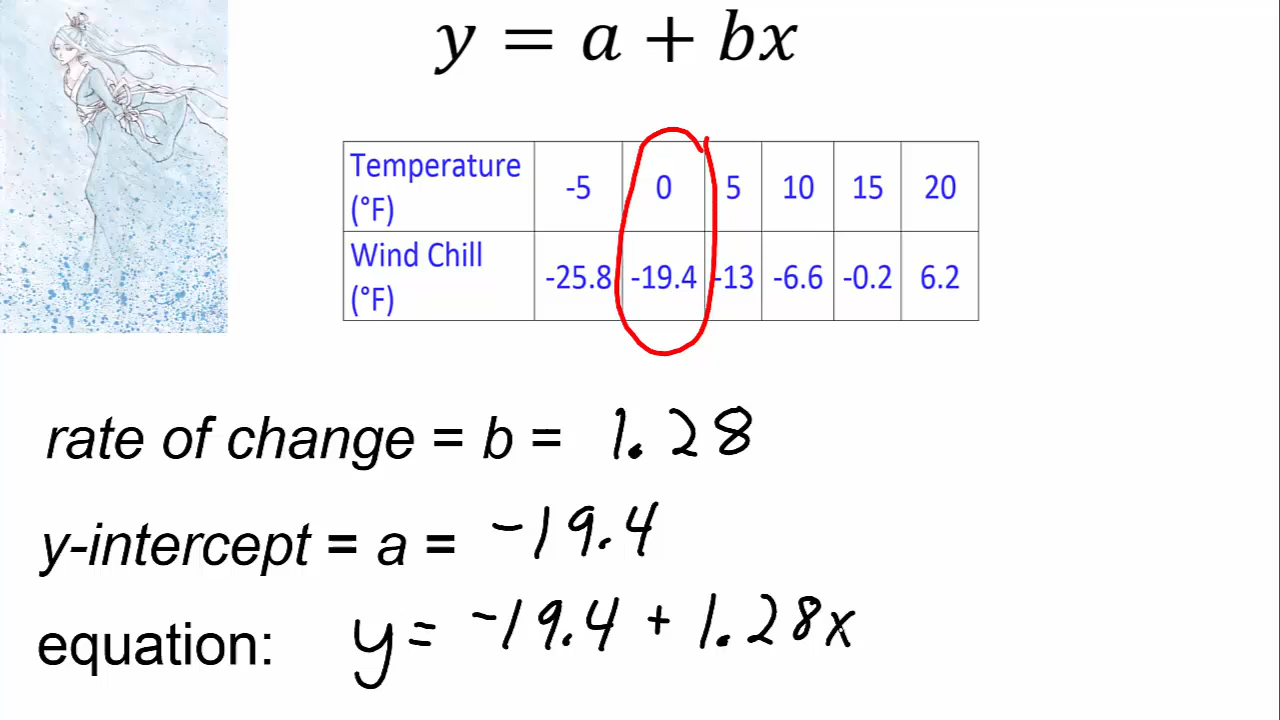 y = a + bx
Temperature (°F) -5 0 5 10 15 20
Wind Chill (°F) -25.8 -19.4 -13 -6.6 -0.2 6.2
rate of change = b = 1.28
y-intercept = a = -19.4
equation: y = -19.4 + 1.28x